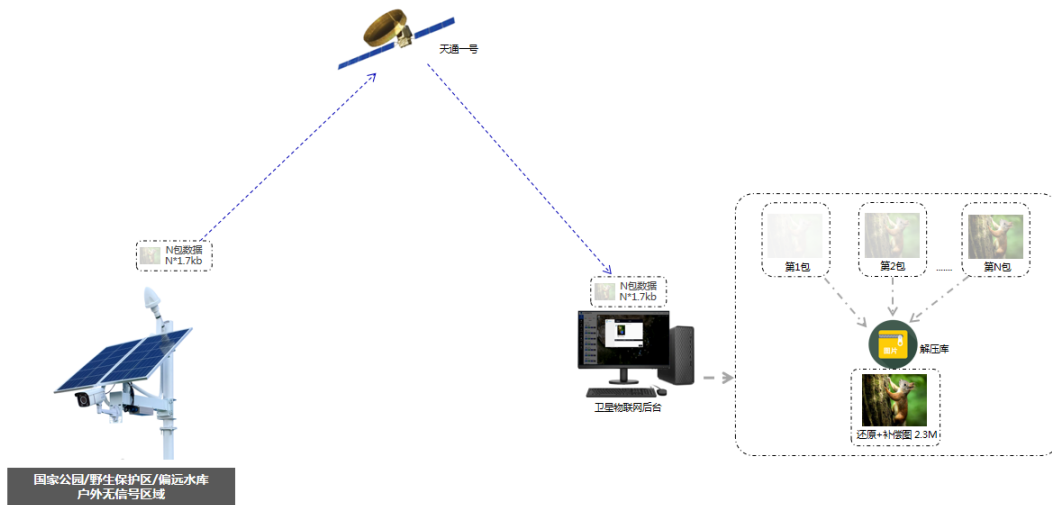 天通一号
N包数据
N*1.7kb
N包数据
N*1.7kb
第1包
第2包
.......
第N包
图片
解压库
卫星物联网后台
还原+补偿图 2.3M
国家公园/野生保护区/偏远水库
户外无信号区域